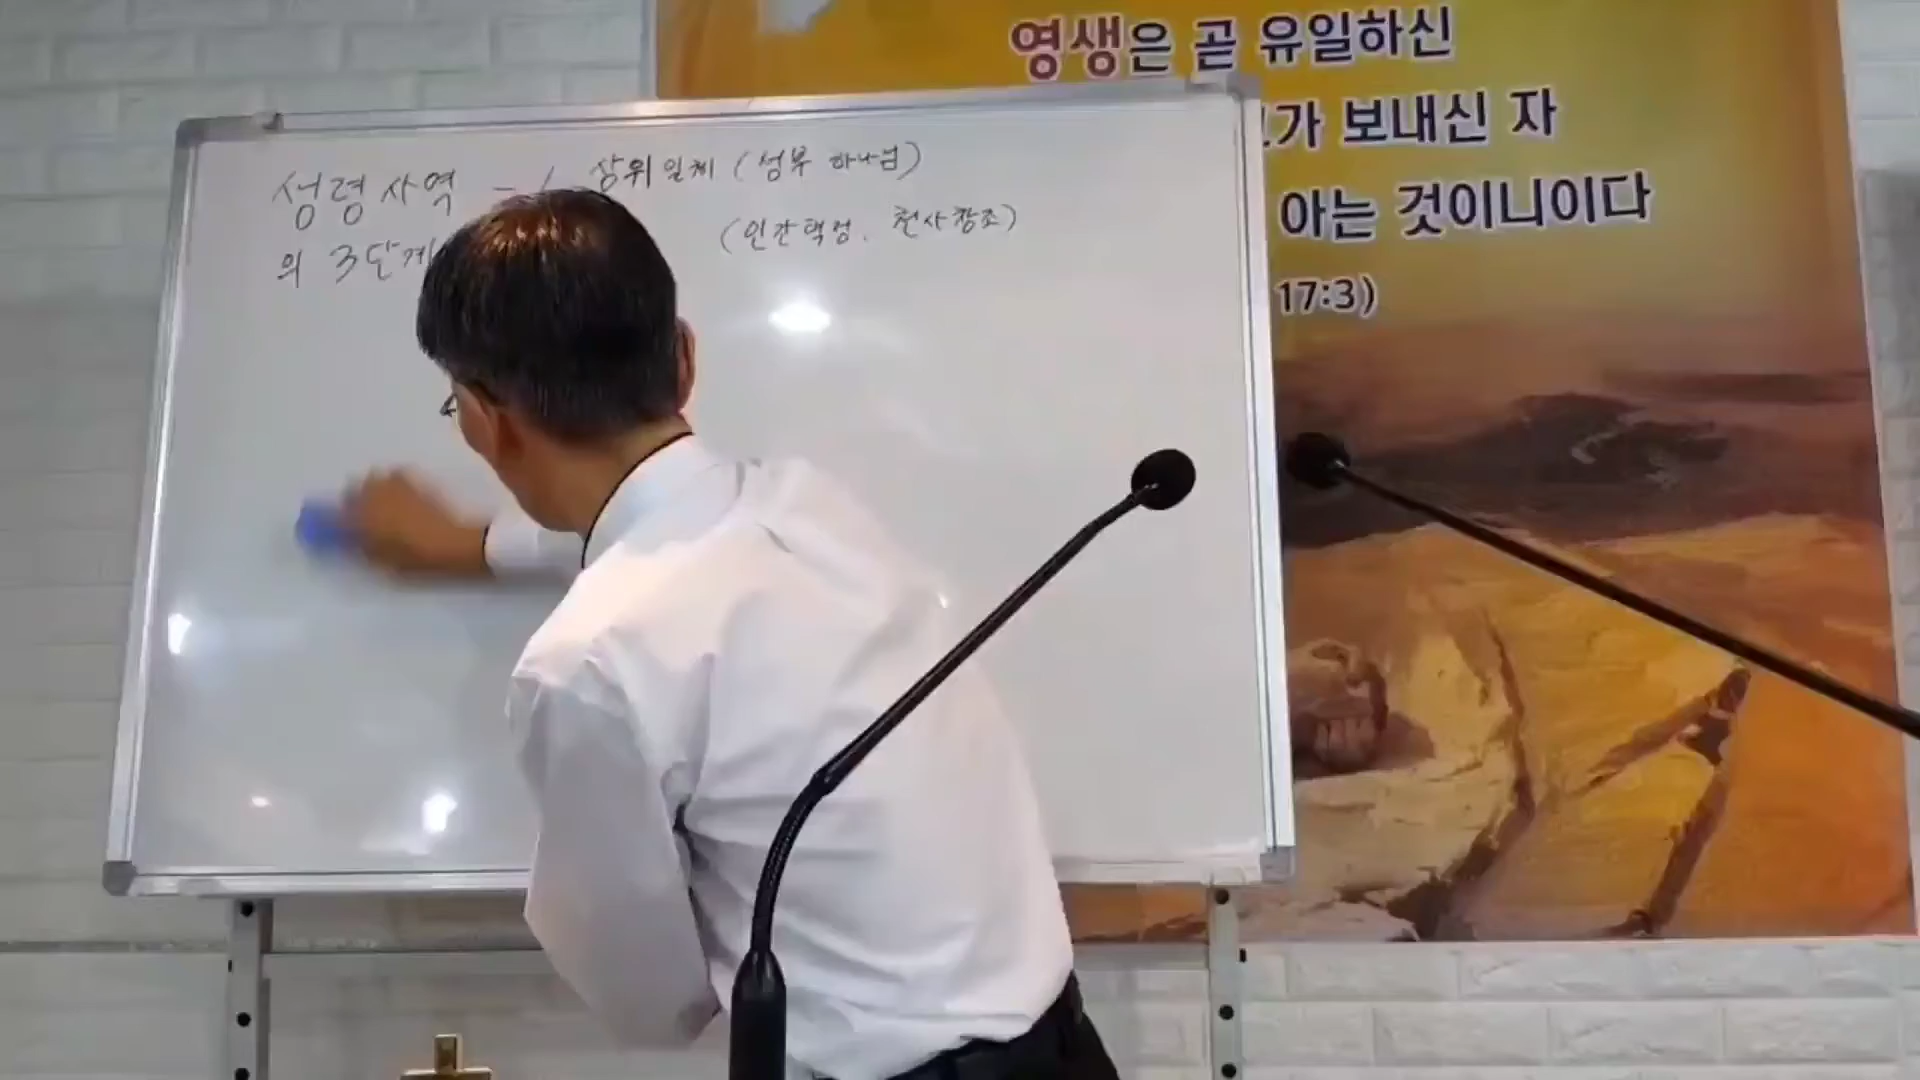 영생은 곧 유일하신
가 보내신 자
아는 것이니이다
17:3)
성령사역 - 1 삼위일체 (성부 하나님)
의 3단계
(인간택정, 천사창조)